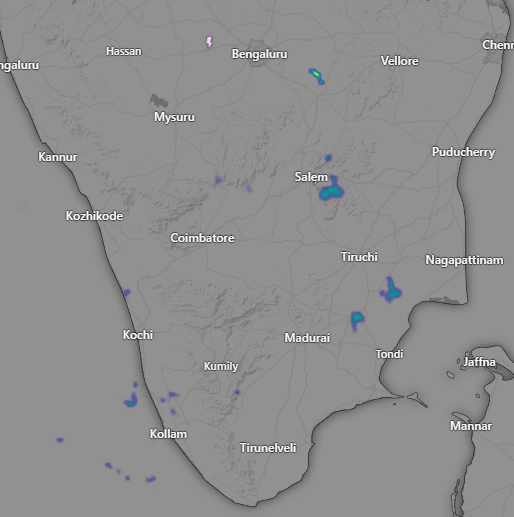 Hassan
Bengaluru
Chenn
ngaluru
Vellore
Mysuru
Kannur
Puducherry
Salem
Kozhikode
Coimbatore
Tiruchi
Nagapattinam
Kochi
Madurai
Tondi
Jaffna
Kumily
Mannar
Kollam
Tirunelveli